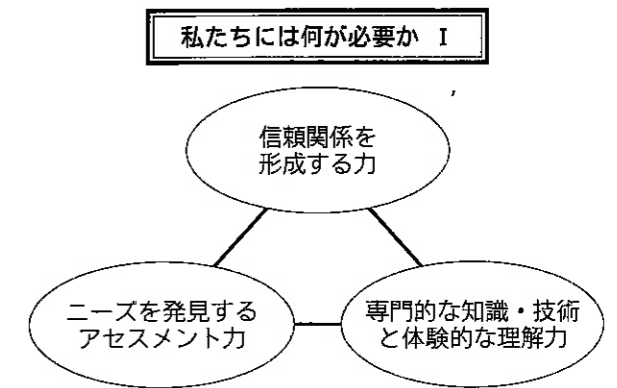 私たちには何が必要か I
信頼関係を
形成する力
ニーズを発見する
アセスメント力
専門的な知識・技術
と体験的な理解力